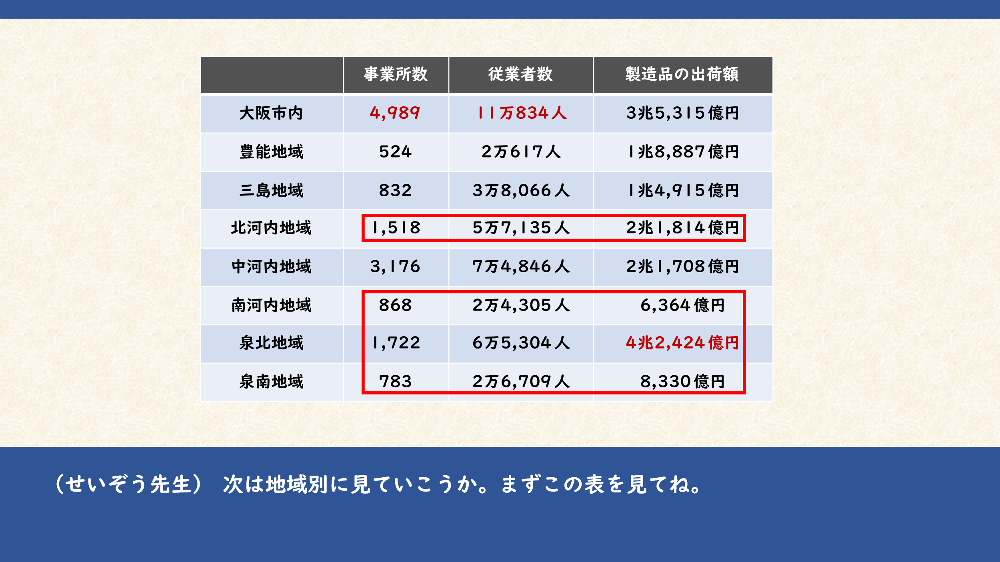 事業所数 従業者数 製造品の出荷額
大阪市内 4,989 11万834人 3兆5,315億円
豊能地域 524 2万617人 1兆8,887億円
三島地域 832 3万8,066人 1兆4,915億円
北河内地域 1,518 5万7,135人 2兆1,814億円
中河内地域 3,176 7万4,846人 2兆1,708億円
南河内地域 868 2万4,305人 6,364億円
泉北地域 1,722 6万5,304人 4兆2,424億円
泉南地域 783 2万6,709人 8,330億円
（せいぞう先生） 次は地域別に見ていこうか。まずこの表を見てね。